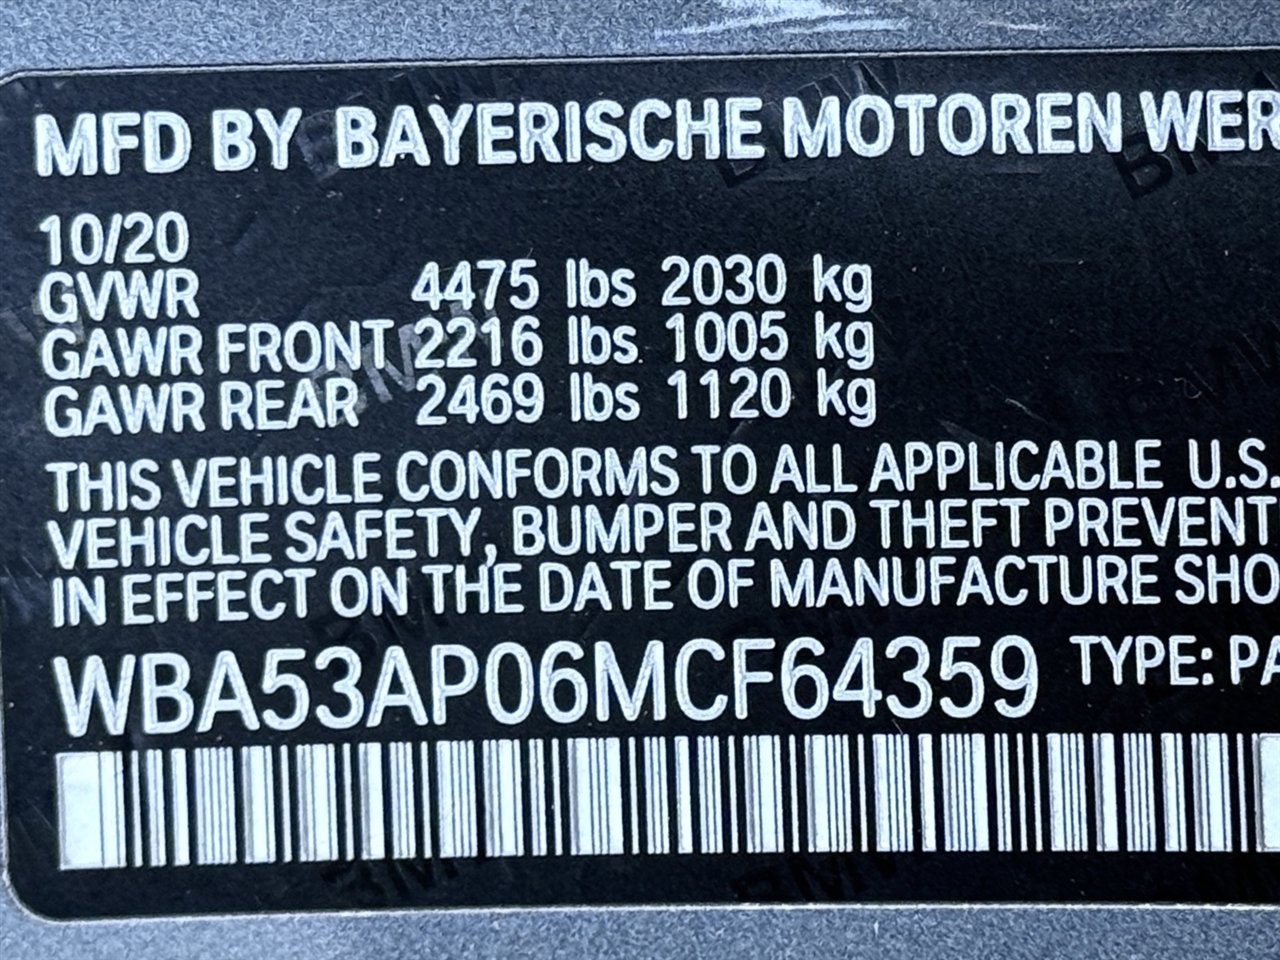 MFD BY BAYERISCHE MOTOREN WER
10/20
GVWR 4475 lbs 2030 kg
GAWR FRONT 2216 lbs 1005 kg
GAWR REAR 2469 lbs 1120 kg
THIS VEHICLE CONFORMS TO ALL APPLICABLE U.S.
VEHICLE SAFETY, BUMPER AND THEFT PREVENT
IN EFFECT ON THE DATE OF MANUFACTURE SHO
WBA53AP06MCF64359 TYPE: PA